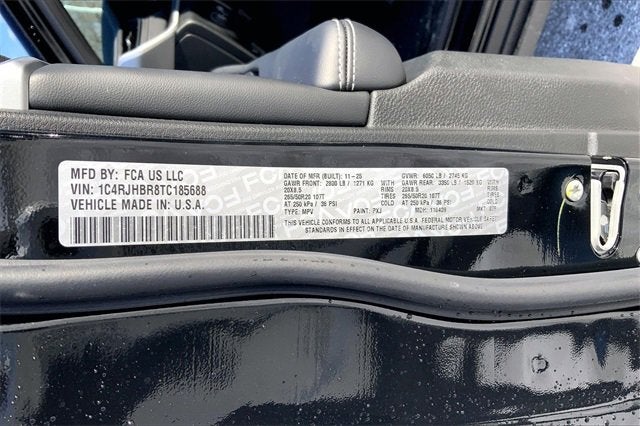 MFD BY: FCA US LLC
VIN: 1C4RJHBR8TC185688
VEHICLE MADE IN: U.S.A.
DATE OF MFR (BUILT): 11-25 GVWR: 6050 LB / 2745 KG
GAWR FRONT: 2800 LB / 1271 KG GAWR REAR: 3350 LB / 1520 KG
20X8.5 RIMS 20X8.5 RIMS
265/50R20 107T 265/50R20 107T
AT 250 kPa / 36 PSI AT 250 kPa / 36 PSI
TYPE: MPV PAINT: PXJ MDH:
THIS VEHICLE CONFORMS TO ALL APPLICABLE U.S.A. FEDERAL MOTOR VEHICLE SAFETY
STANDARDS IN EFFECT ON THE DATE OF MANUFACTURE SHOWN ABOVE